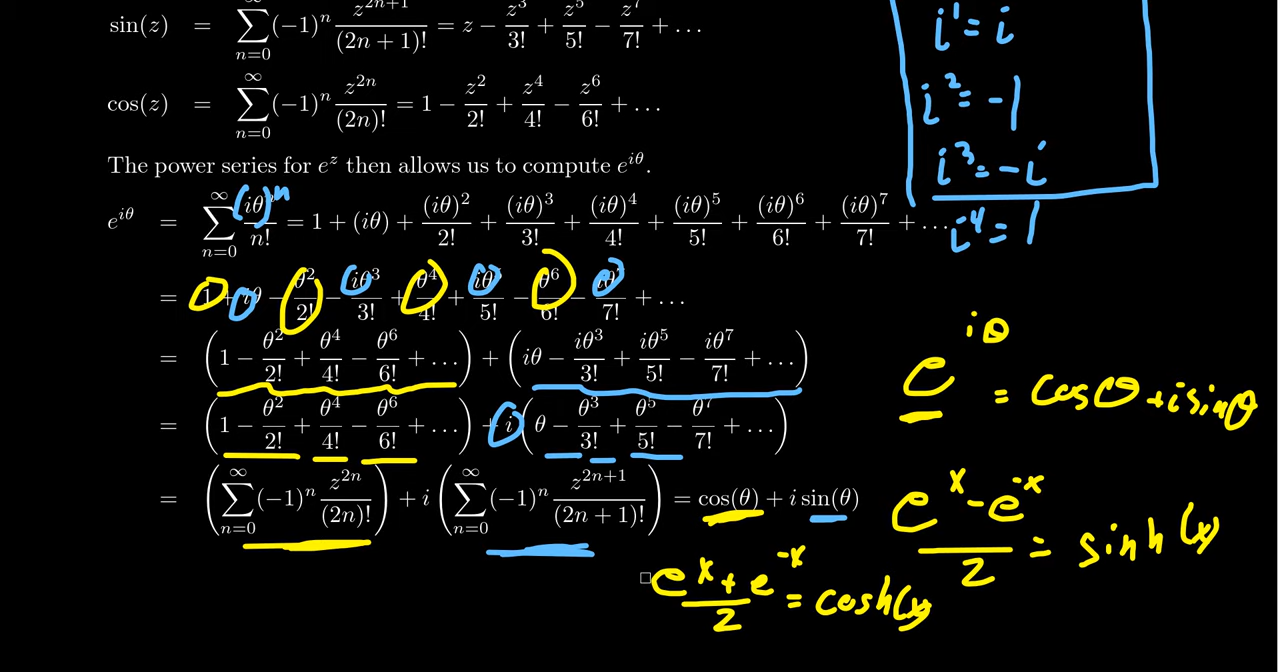 sin(z) = ∑_{n=0}^{∞} (-1)^n z^{2n+1}/(2n+1)! = z − z^3/3! + z^5/5! − z^7/7! + …
i^1 = i
cos(z) = ∑_{n=0}^{∞} (-1)^n z^{2n}/(2n)! = 1 − z^2/2! + z^4/4! − z^6/6! + …
i^2 = -1
The power series for e^z then allows us to compute e^{iθ}.
i^3 = -i
e^{iθ} = ∑_{n=0}^{∞} (iθ)^n/n! = 1 + (iθ) + (iθ)^2/2! + (iθ)^3/3! + (iθ)^4/4! + (iθ)^5/5! + (iθ)^6/6! + (iθ)^7/7! + …
i^4 = 1
= 1 + iθ − θ^2/2! − iθ^3/3! + θ^4/4! + iθ^5/5! − θ^6/6! − iθ^7/7! + …
= (1 − θ^2/2! + θ^4/4! − θ^6/6! + …) + (iθ − iθ^3/3! + iθ^5/5! − iθ^7/7! + …)
e^{iθ} = cosθ + i sinθ
= (1 − θ^2/2! + θ^4/4! − θ^6/6! + …) + i(θ − θ^3/3! + θ^5/5! − θ^7/7! + …)
= (∑_{n=0}^{∞} (-1)^n z^{2n}/(2n)!) + i(∑_{n=0}^{∞} (-1)^n z^{2n+1}/(2n+1)!) = cos(θ) + i sin(θ)
e^x - e^{-x}/2 = sinh(x)
e^x + e^{-x}/2 = cosh(x)